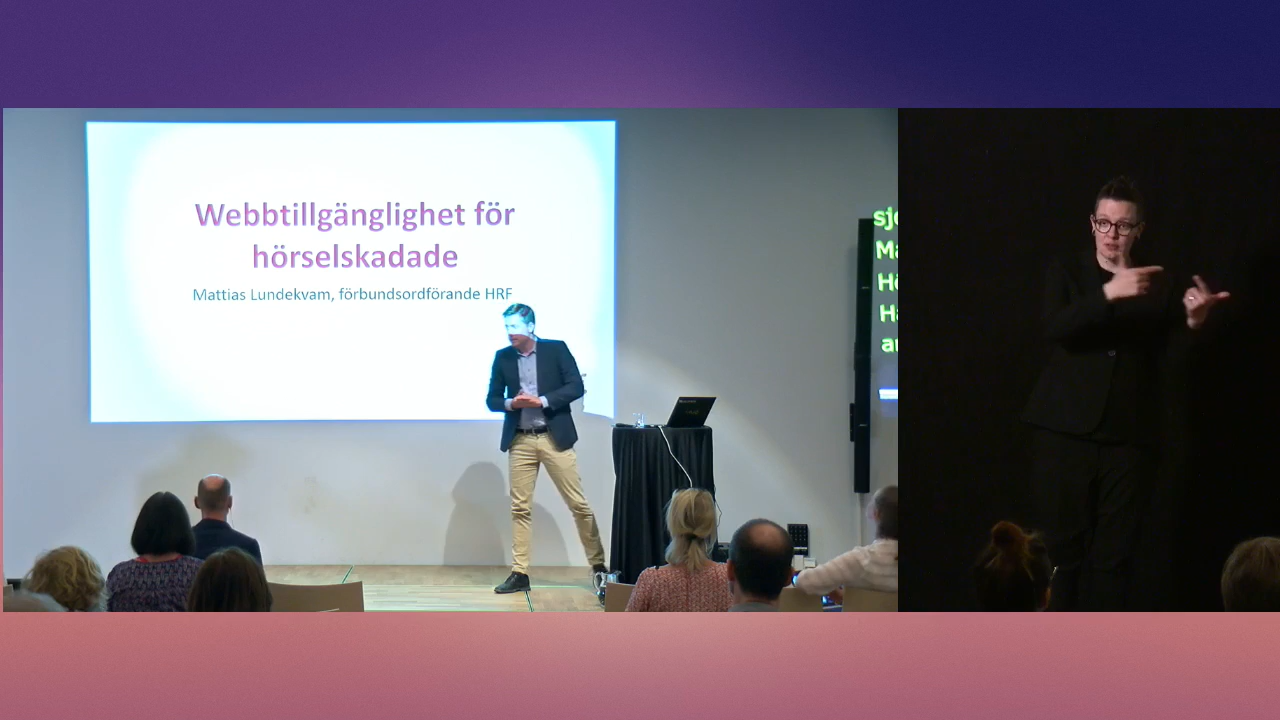 Webbtillgänglighet för
hörselskadade
Mattias Lundekvam, förbundsordförande HRF